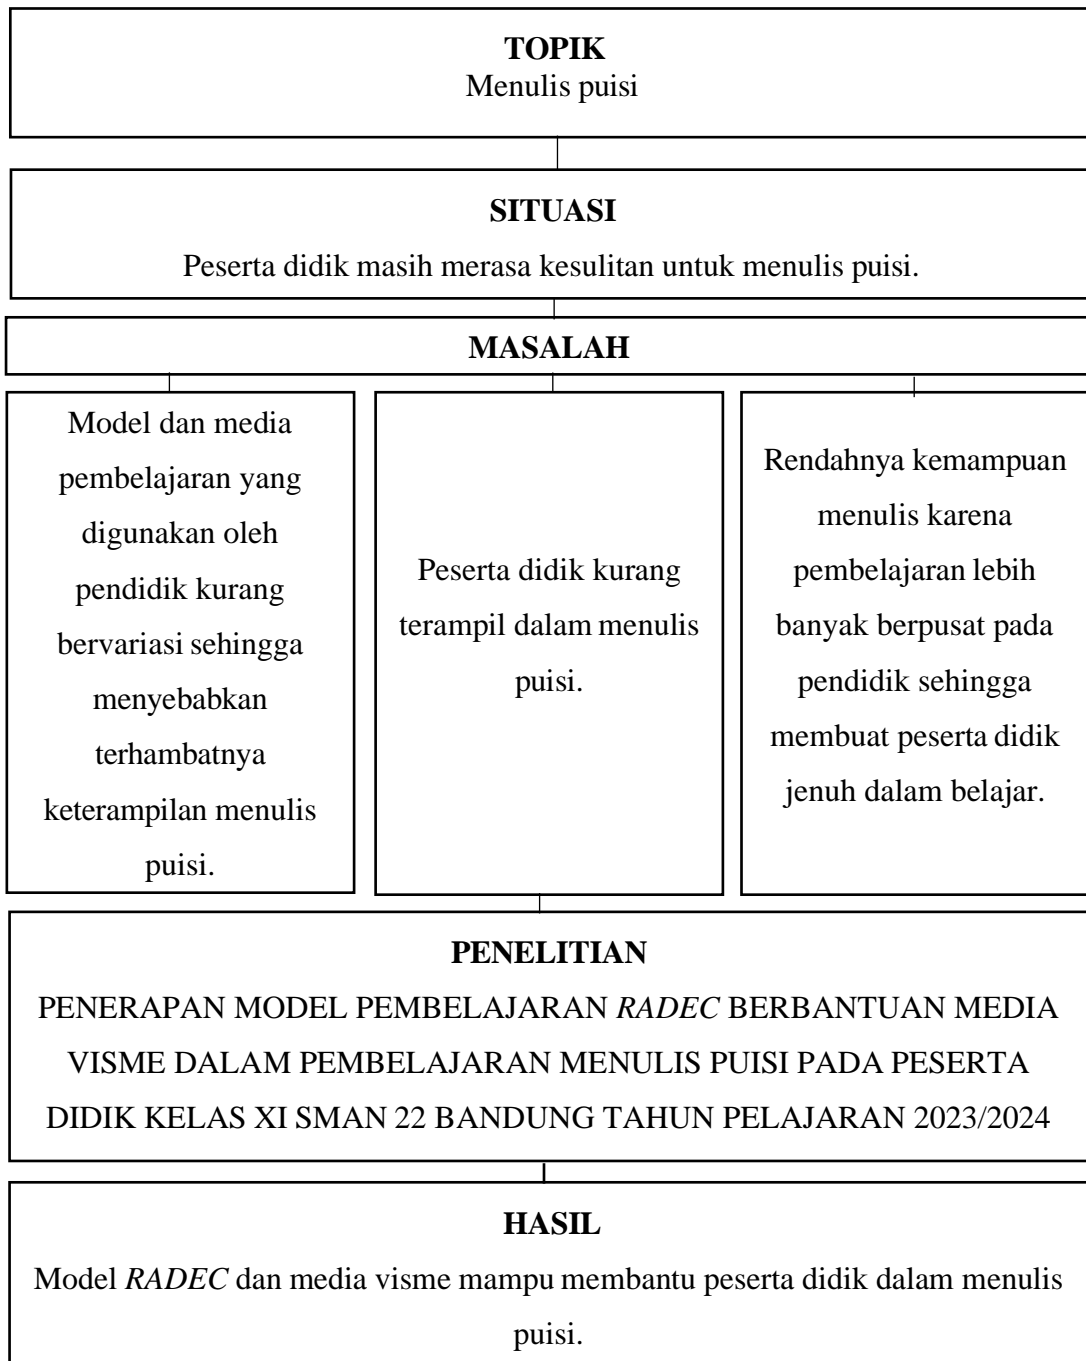 TOPIK
Menulis puisi
SITUASI
Peserta didik masih merasa kesulitan untuk menulis puisi.
MASALAH
Model dan media
pembelajaran yang
digunakan oleh
pendidik kurang
bervariasi sehingga
menyebabkan
terhambatnya
keterampilan menulis
puisi.
Peserta didik kurang
terampil dalam menulis
puisi.
Rendahnya kemampuan
menulis karena
pembelajaran lebih
banyak berpusat pada
pendidik sehingga
membuat peserta didik
jenuh dalam belajar.
PENELITIAN
PENERAPAN MODEL PEMBELAJARAN RADEC BERBANTUAN MEDIA
VISME DALAM PEMBELAJARAN MENULIS PUISI PADA PESERTA
DIDIK KELAS XI SMAN 22 BANDUNG TAHUN PELAJARAN 2023/2024
HASIL
Model RADEC dan media visme mampu membantu peserta didik dalam menulis
puisi.